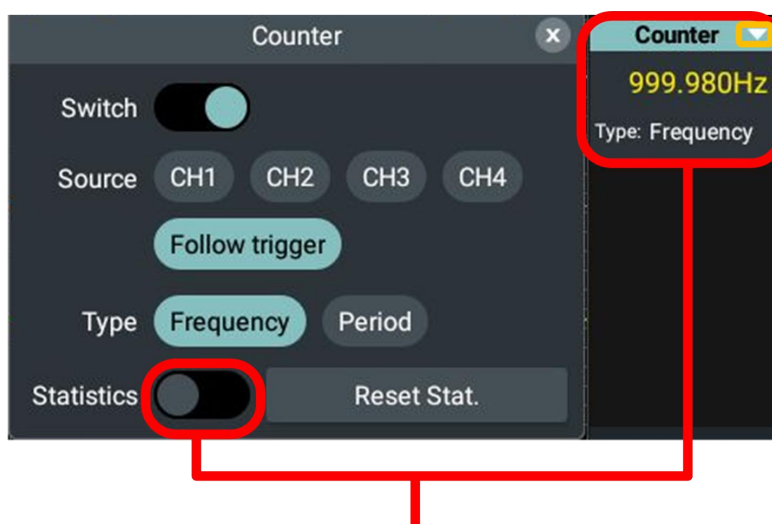 Counter x
Switch
Source CH1 CH2 CH3 CH4
Follow trigger
Type Frequency Period
Statistics Reset Stat.
Counter
999.980Hz
Type: Frequency